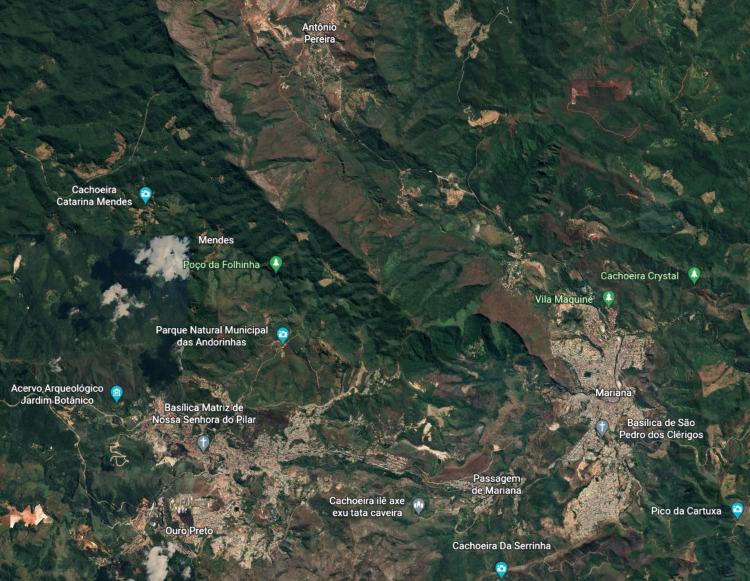 Antônio
Pereira
Cachoeira
Catarina Mendes
Mendes
Poço da Folhinha
Cachoeira Crystal
Vila Maquiné
Parque Natural Municipal
das Andorinhas
Acervo Arqueológico
Jardim Botânico
Mariana
Basílica Matriz de
Nossa Senhora do Pilar
Basílica de São
Pedro dos Clérigos
Passagem
de Mariana
Cachoeira ilê axe
exu tata caveira
Pico da Cartuxa
Ouro Preto
Cachoeira Da Serrinha